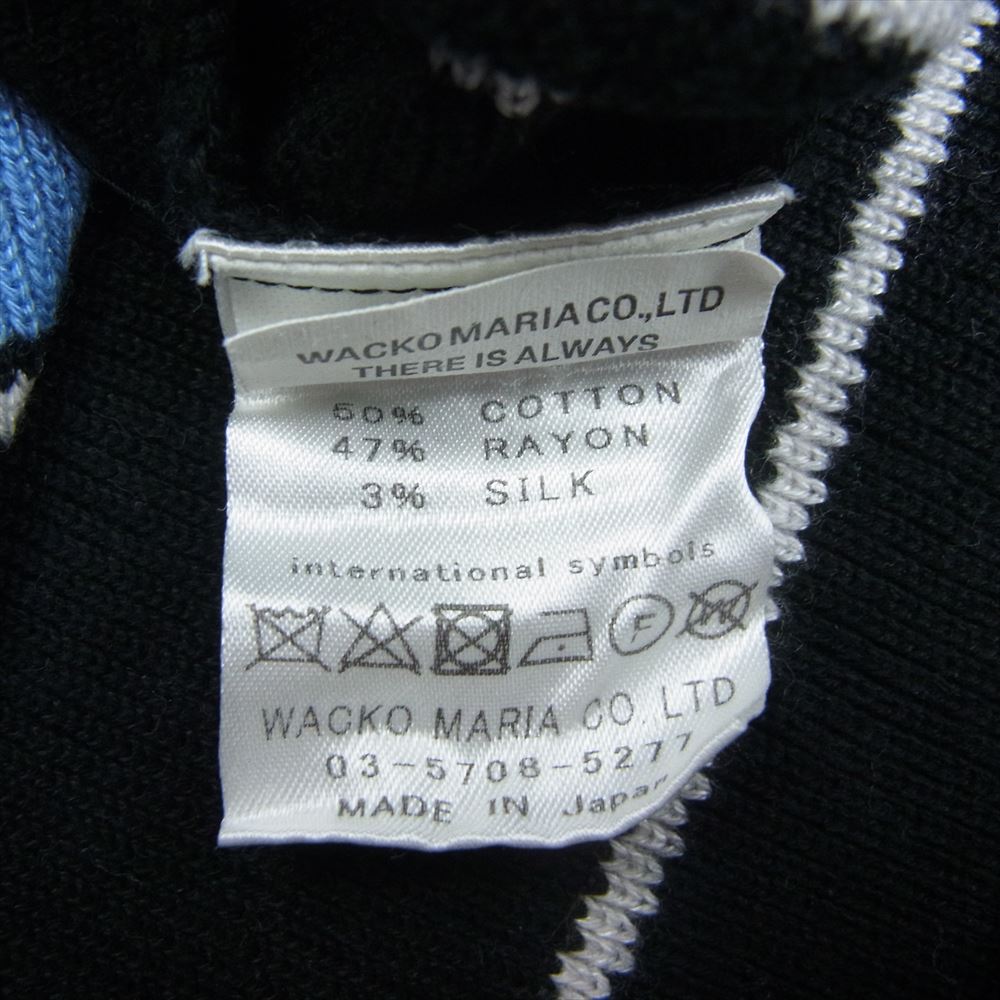 WACKO MARIA CO.,LTD
THERE IS ALWAYS
50% COTTON
47% RAYON
3% SILK
international symbols
F
WACKO MARIA CO. LTD
03-5708-5277
MADE IN Japan